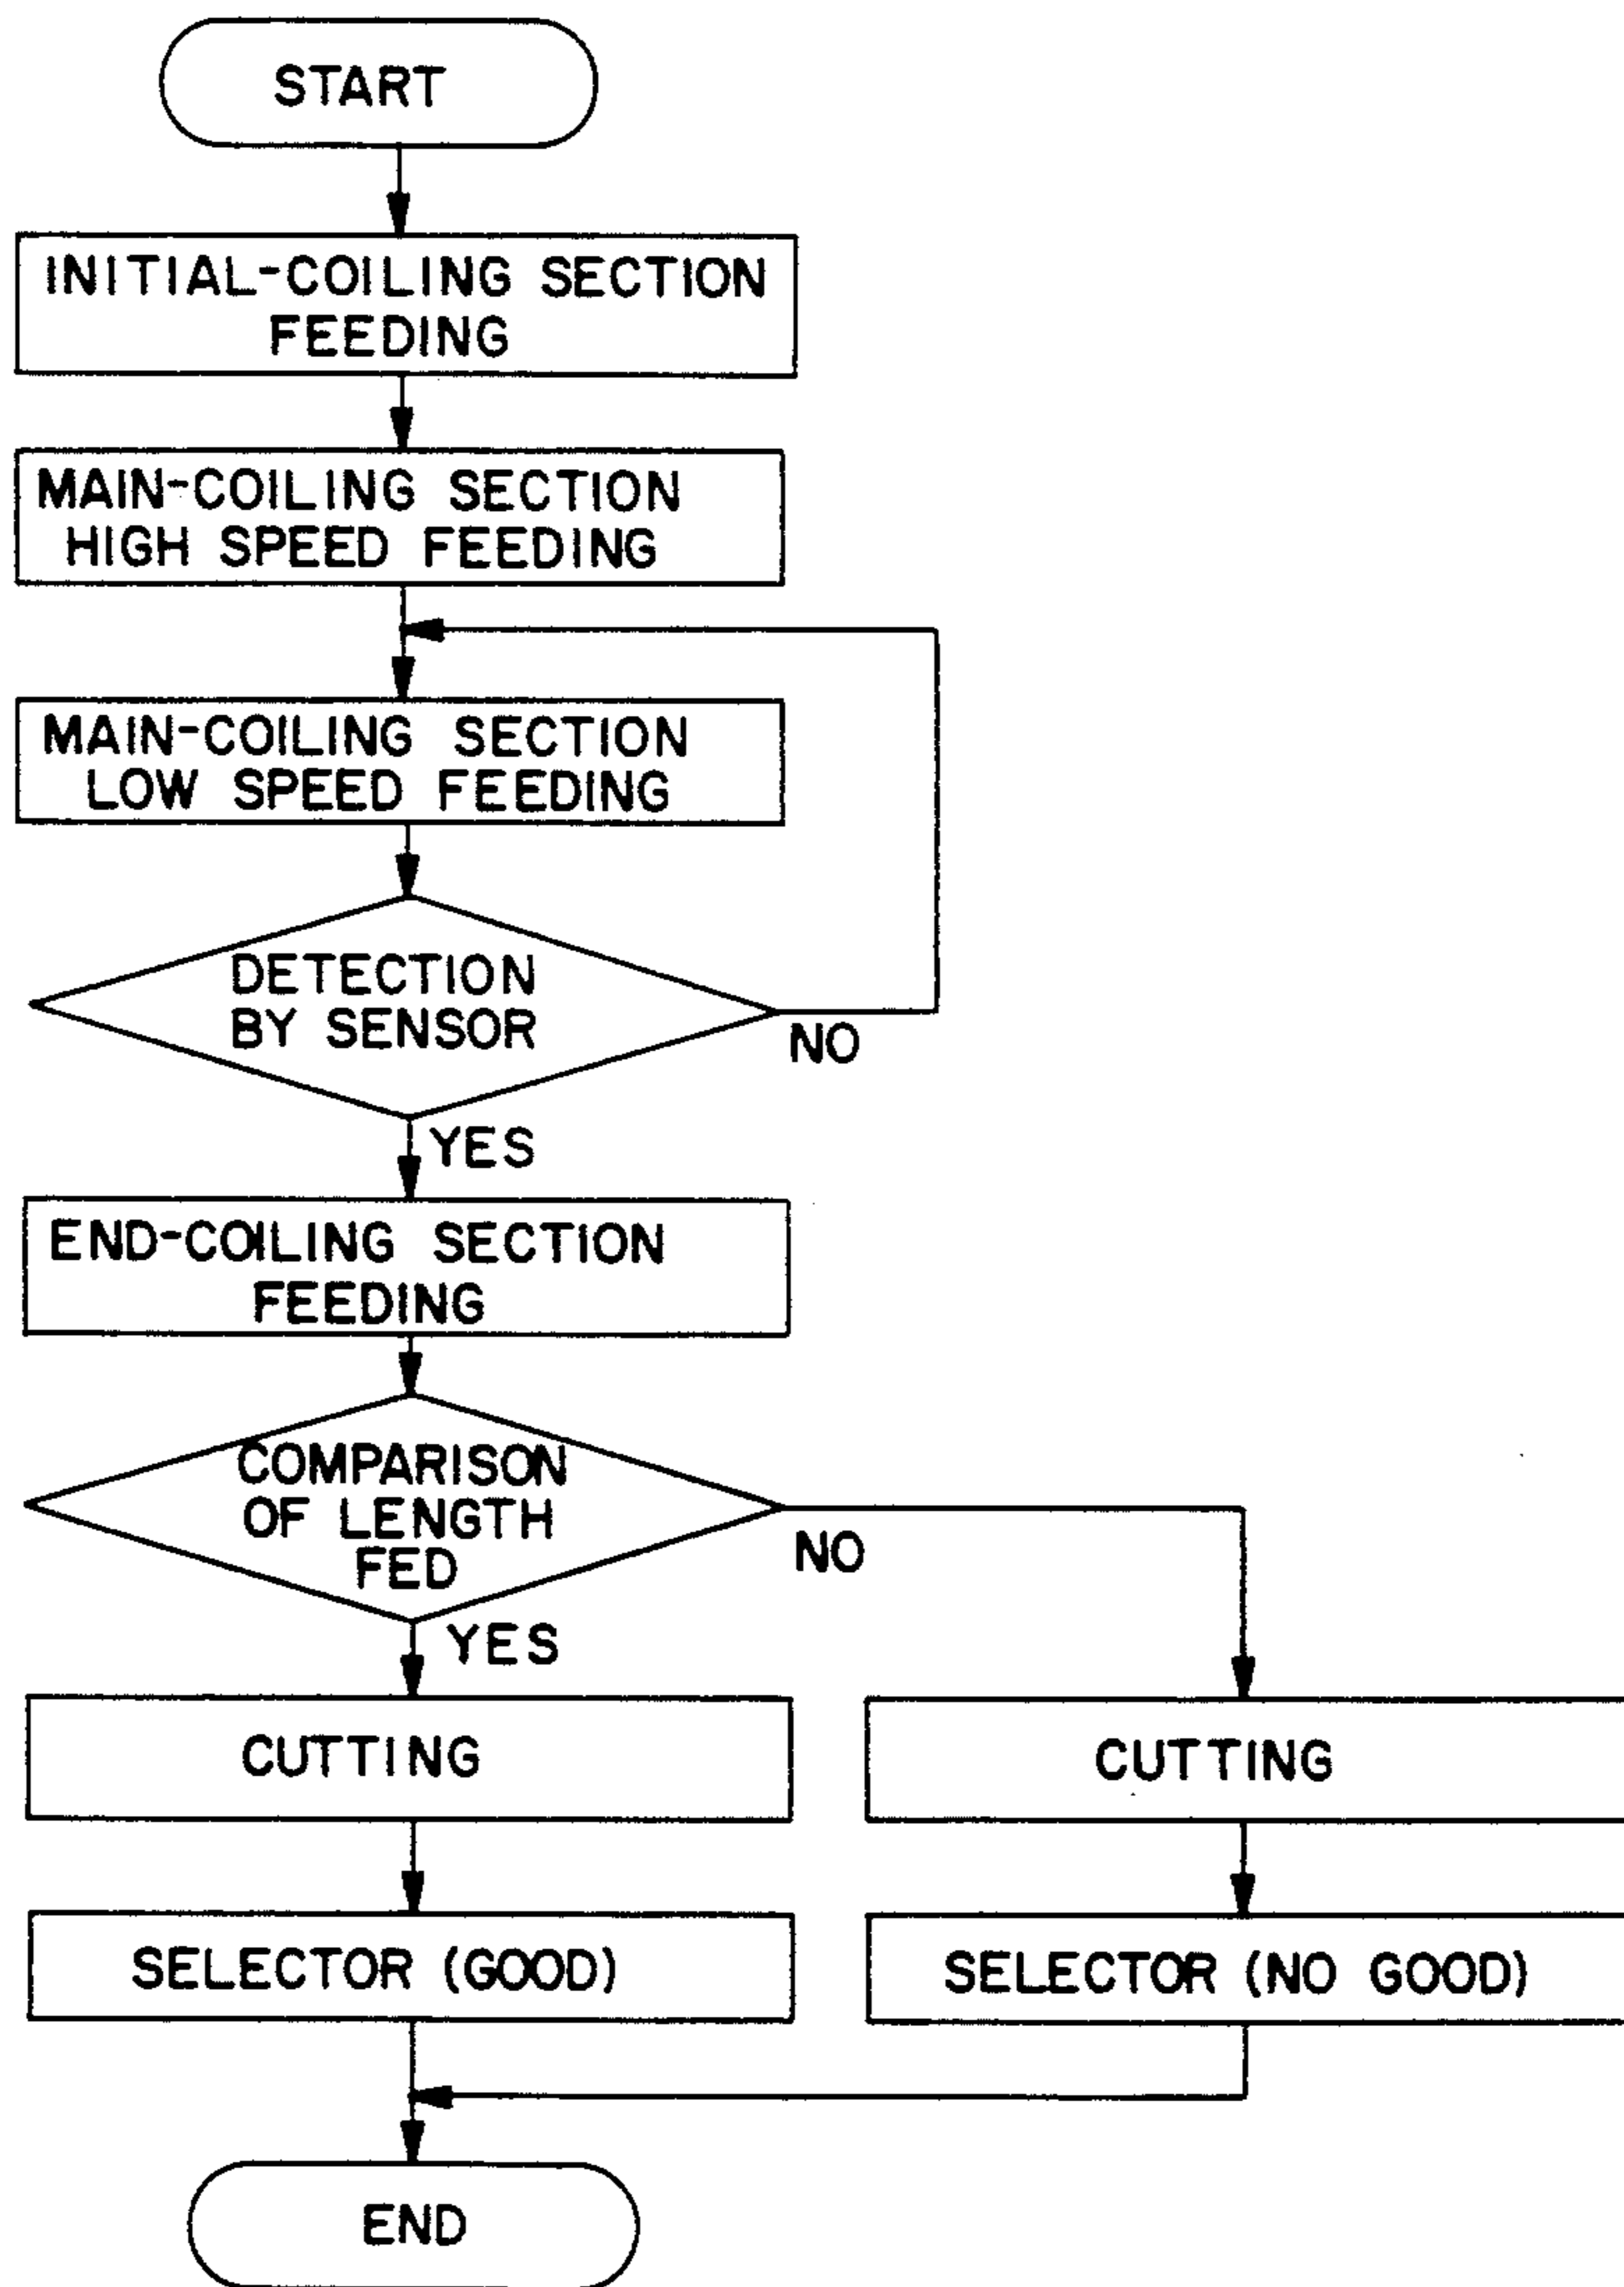 START
INITIAL-COILING SECTION
FEEDING
MAIN-COILING SECTION
HIGH SPEED FEEDING
MAIN-COILING SECTION
LOW SPEED FEEDING
DETECTION
BY SENSOR
NO
YES
END-COILING SECTION
FEEDING
COMPARISON
OF LENGTH
FED
NO
YES
CUTTING
CUTTING
SELECTOR (GOOD)
SELECTOR (NO GOOD)
END